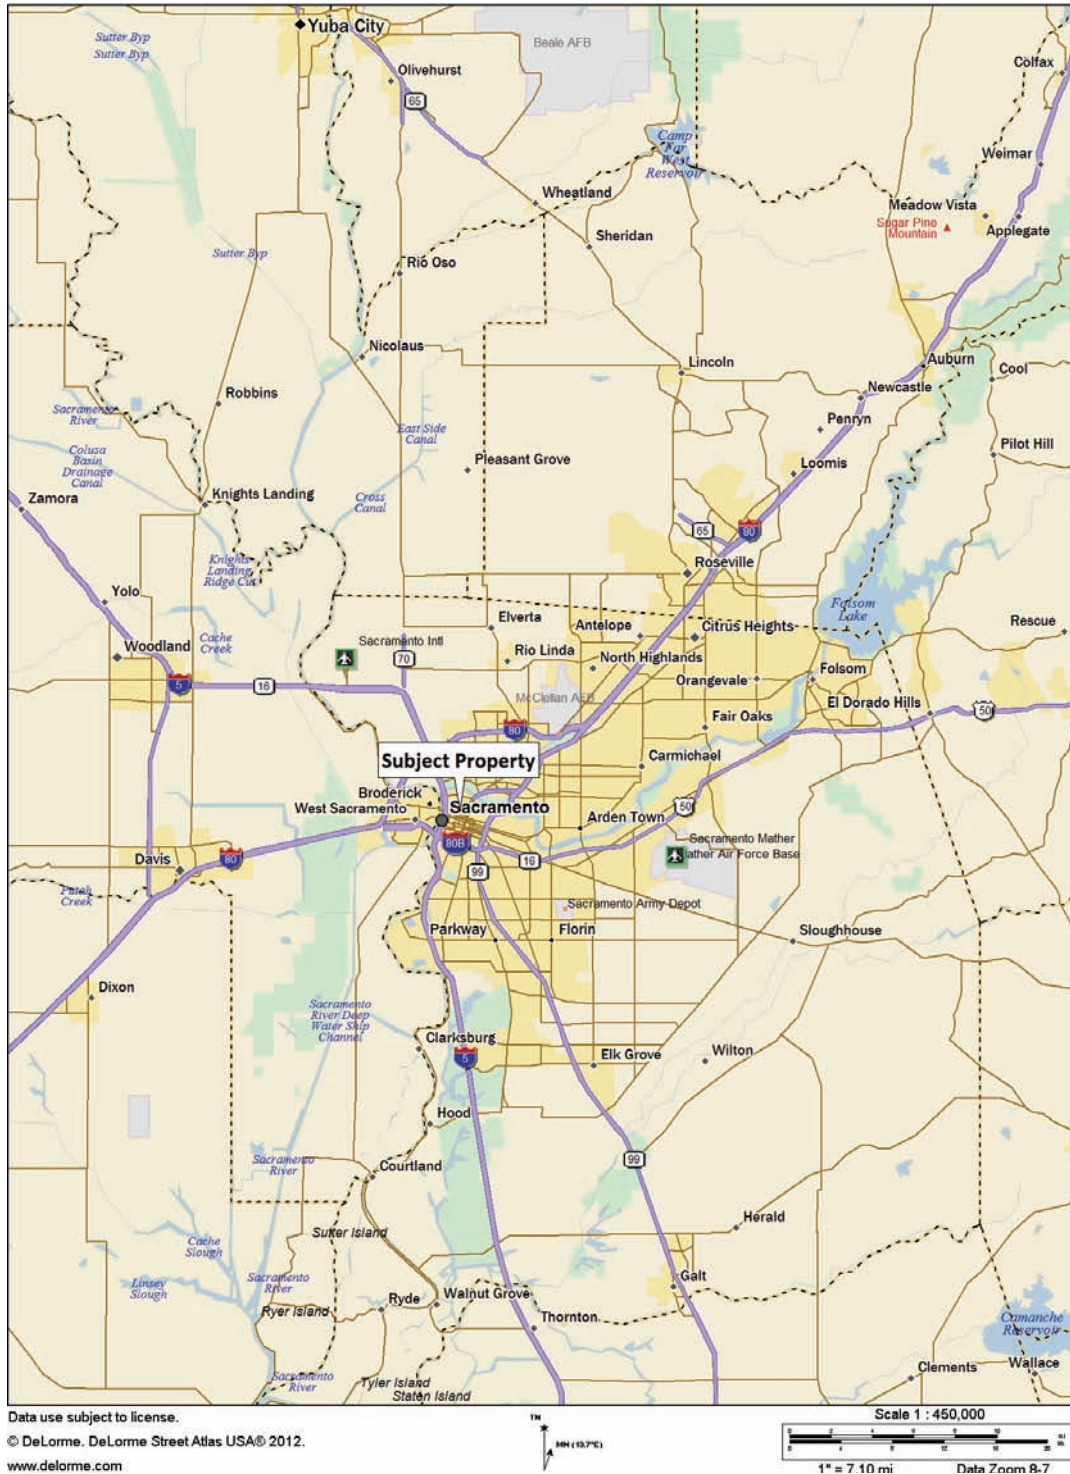 Yuba City
Sutter Byp
Sutter Byp
Beale AFB
Colfax
Olivehurst
65
Camp
Far
West
Reservoir
Weimar
Wheatland
Meadow Vista
Sugar Pine
Mountain
Applegate
Sheridan
Sutter Byp
Rio Oso
Nicolaus
Lincoln
Auburn
Cool
Robbins
Newcastle
Sacramento
River
Penryn
East Side
Canal
Colusa
Basin
Drainage
Canal
Pleasant Grove
Pilot Hill
Loomis
Zamora
Knights Landing
Cross
Canal
65
80
Knights
Landing
Ridge Cut
Roseville
Yolo
Folsom
Lake
Elverta
Antelope
Citrus Heights
Rescue
Woodland
Cache
Creek
Sacramento Intl
70
Rio Linda
North Highlands
Folsom
5
16
Orangevale
McClellan AFB
El Dorado Hills
50
Fair Oaks
80
Subject Property
Carmichael
Broderick
West Sacramento
Sacramento
50
Arden Town
80B
Sacramento Mather
ather Air Force Base
Davis
80
16
99
Putah
Creek
Sacramento Army Depot
Parkway
Florin
Sloughhouse
Dixon
Sacramento
River Deep
Water Ship
Channel
Clarksburg
5
Elk Grove
Wilton
Hood
Sacramento
River
99
Courtland
Herald
Sutter Island
Cache
Slough
Linsey
Slough
Sacramento
River
Galt
Ryer Island
Ryde
Walnut Grove
Thornton
Camanche
Reservoir
Sacramento
River
Tyler Island
Staten Island
Clements
Wallace
Data use subject to license.
© DeLorme. DeLorme Street Atlas USA® 2012.
www.delorme.com
TN
MN (13.7°E)
Scale 1 : 450,000
1" = 7.10 mi
Data Zoom 8-7